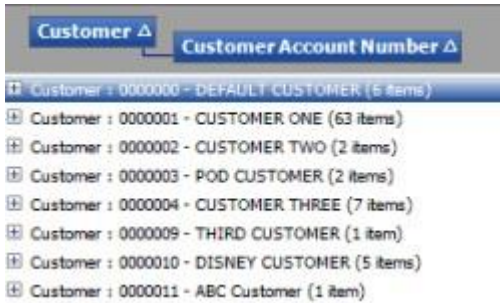 Customer △
Customer Account Number △
Customer : 0000000 - DEFAULT CUSTOMER (6 items)
Customer : 0000001 - CUSTOMER ONE (63 items)
Customer : 0000002 - CUSTOMER TWO (2 items)
Customer : 0000003 - POD CUSTOMER (2 items)
Customer : 0000004 - CUSTOMER THREE (7 items)
Customer : 0000009 - THIRD CUSTOMER (1 item)
Customer : 0000010 - DISNEY CUSTOMER (5 items)
Customer : 0000011 - ABC Customer (1 item)